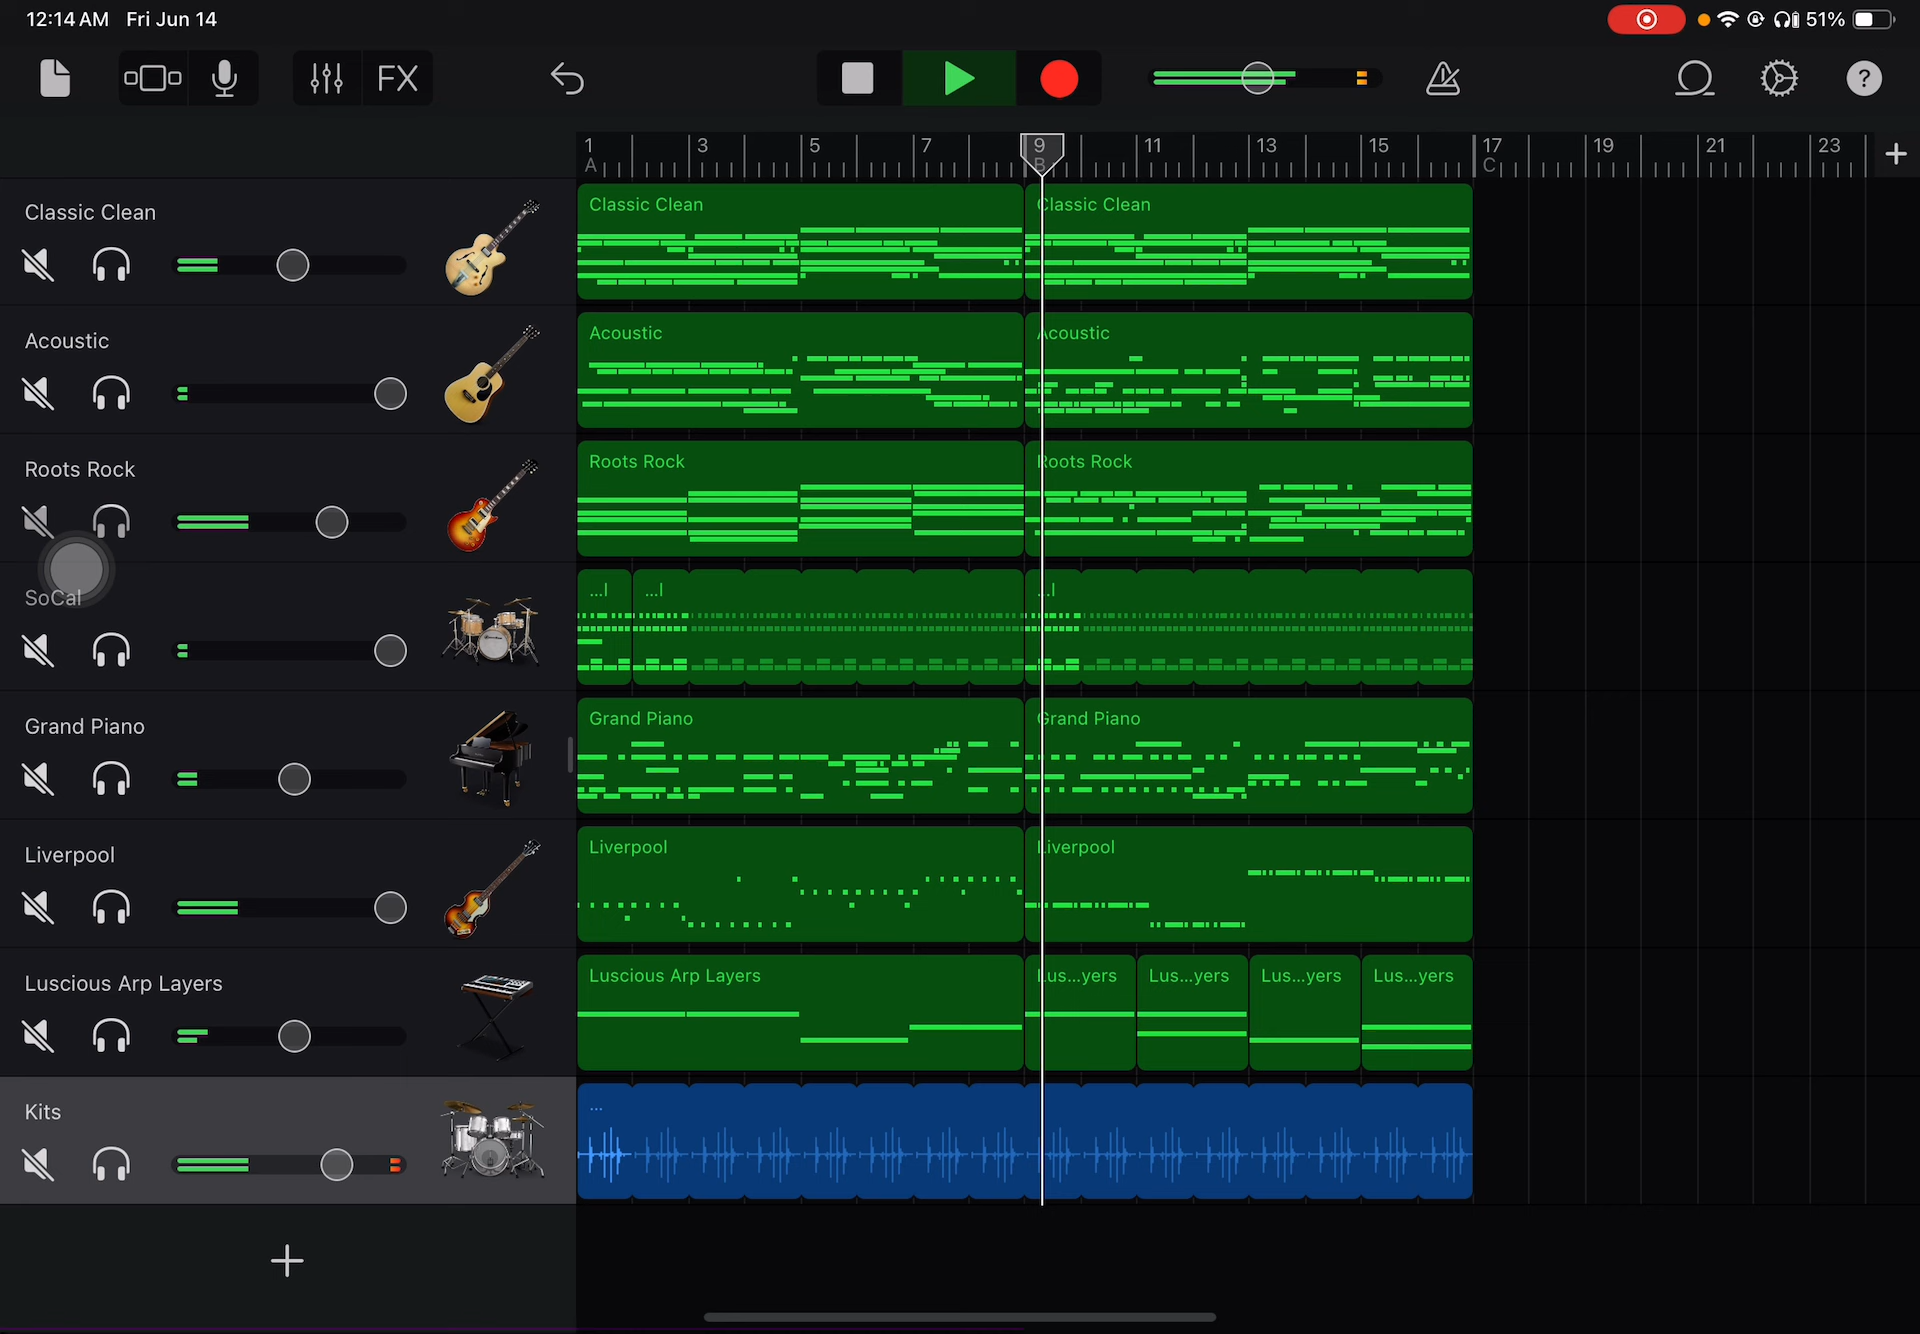 12:14 AM Fri Jun 14
51%
FX
?
1 3 5 7 9 11 13 15 17 19 21 23
A B C
Classic Clean
Classic Clean Classic Clean
Acoustic
Acoustic Acoustic
Roots Rock
Roots Rock Roots Rock
SoCal
...l ...l ...l
Grand Piano
Grand Piano Grand Piano
Liverpool
Liverpool Liverpool
Luscious Arp Layers
Luscious Arp Layers Lus...yers Lus...yers Lus...yers Lus...yers
Kits
...